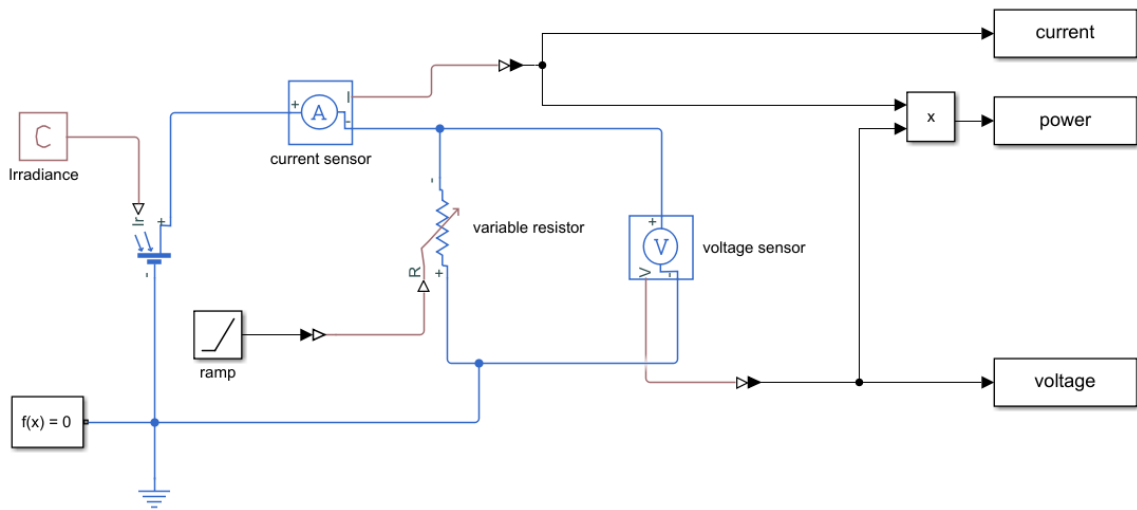 current
I
+
A
-
current sensor
C
Irradiance
x
power
Ir
+
-
-
variable resistor
R
+
+
V
V
-
voltage sensor
ramp
f(x) = 0
voltage